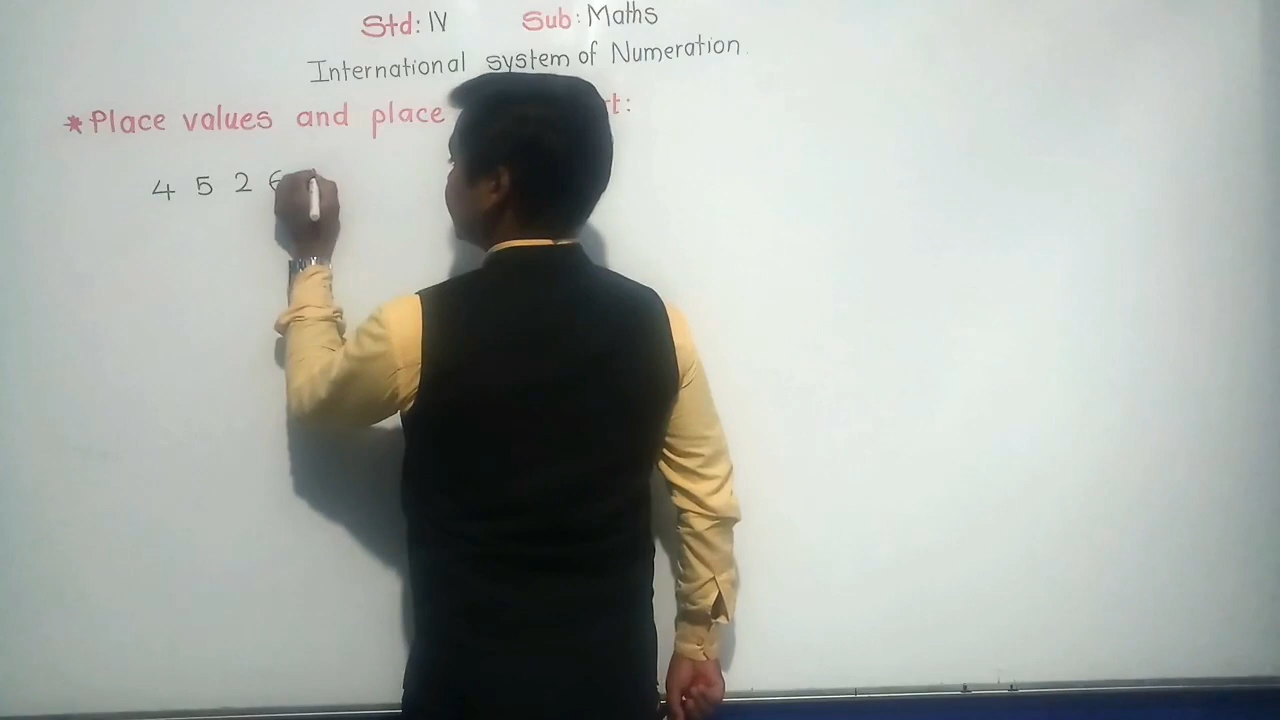 Std: IV Sub: Maths
International system of Numeration.
*Place values and place
4 5 2 6